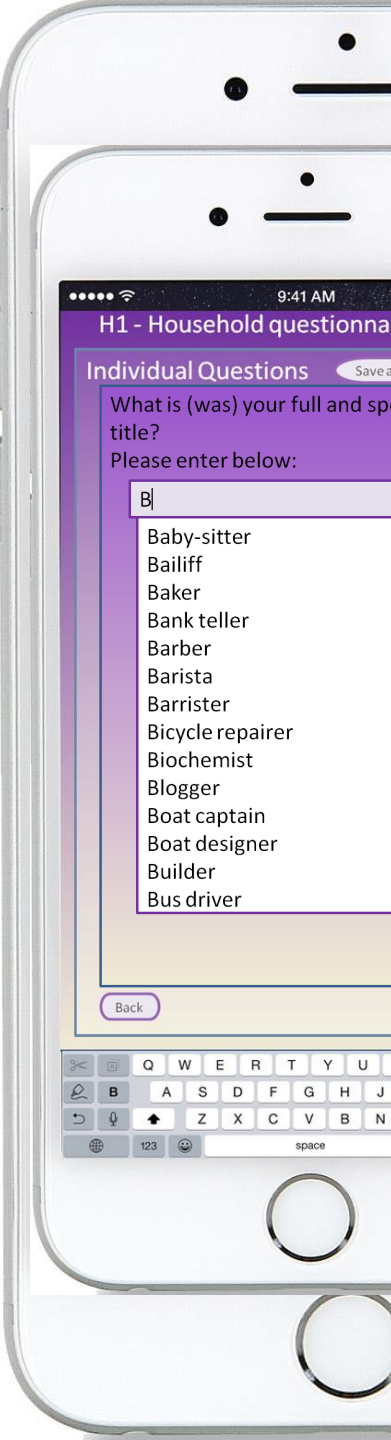 9:41 AM
H1 - Household
Individual Questions
Save
What is (was) your full and
title?
Please enter below:
B
Baby-sitter
Bailiff
Baker
Bank teller
Barber
Barista
Barrister
Bicycle repairer
Biochemist
Blogger
Boat captain
Boat designer
Builder
Bus driver
Back
Q W E R T Y U
B A S D F G H J
Z X C V B N
123 space